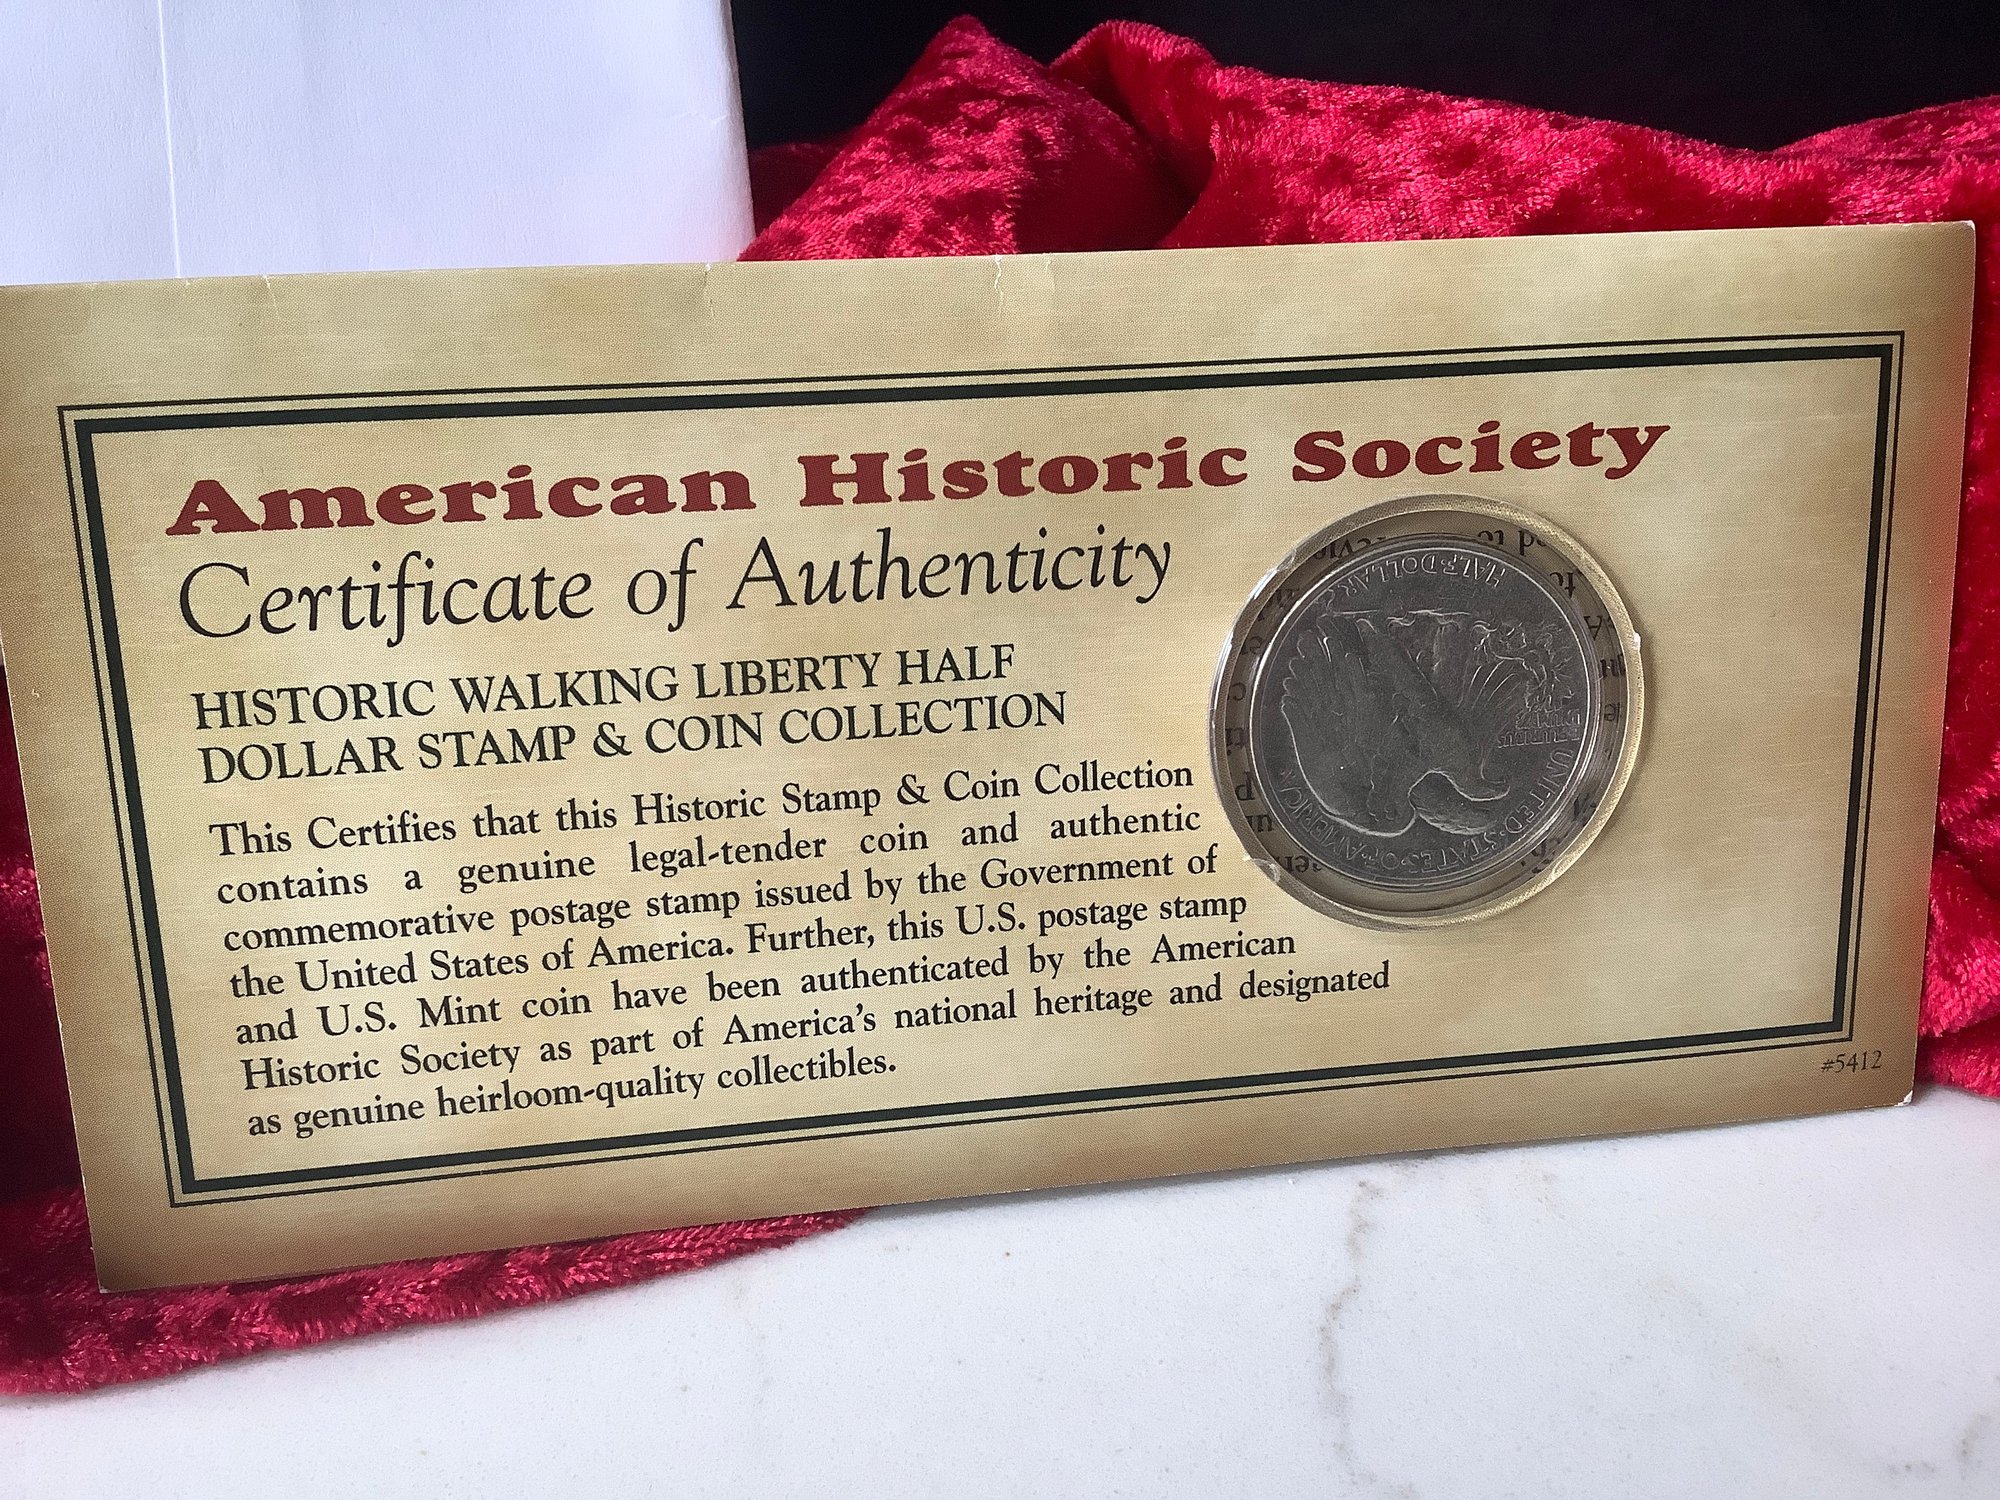 American Historic Society
Certificate of Authenticity
HISTORIC WALKING LIBERTY HALF
DOLLAR STAMP & COIN COLLECTION
This Certifies that this Historic Stamp & Coin Collection
contains a genuine legal-tender coin and authentic
commemorative postage stamp issued by the Government of
the United States of America. Further, this U.S. postage stamp
and U.S. Mint coin have been authenticated by the American
Historic Society as part of America's national heritage and designated
as genuine heirloom-quality collectibles.
#5412
UNITED·STATES·OF·AMERICA
PLURIBUS
UNUM
HALF·DOLLAR